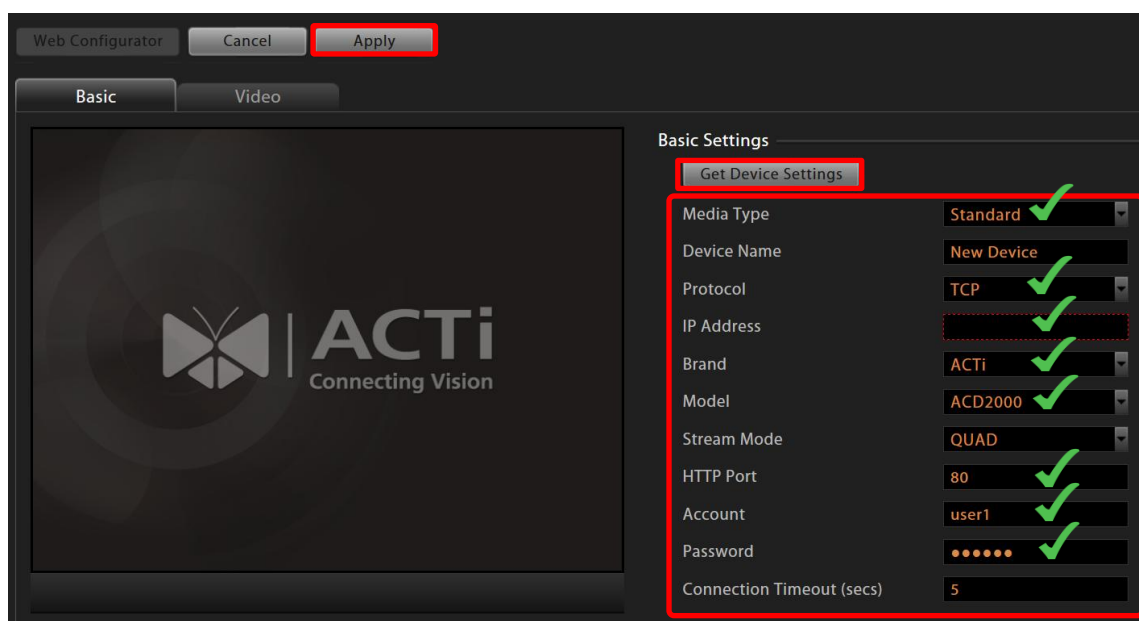 Web Configurator Cancel Apply
Basic Video
Basic Settings
Get Device Settings
Media Type Standard
Device Name New Device
Protocol TCP
IP Address
Brand ACTi
Model ACD2000
Stream Mode QUAD
HTTP Port 80
Account user1
Password ●●●●●●
Connection Timeout (secs) 5
ACTi
Connecting Vision